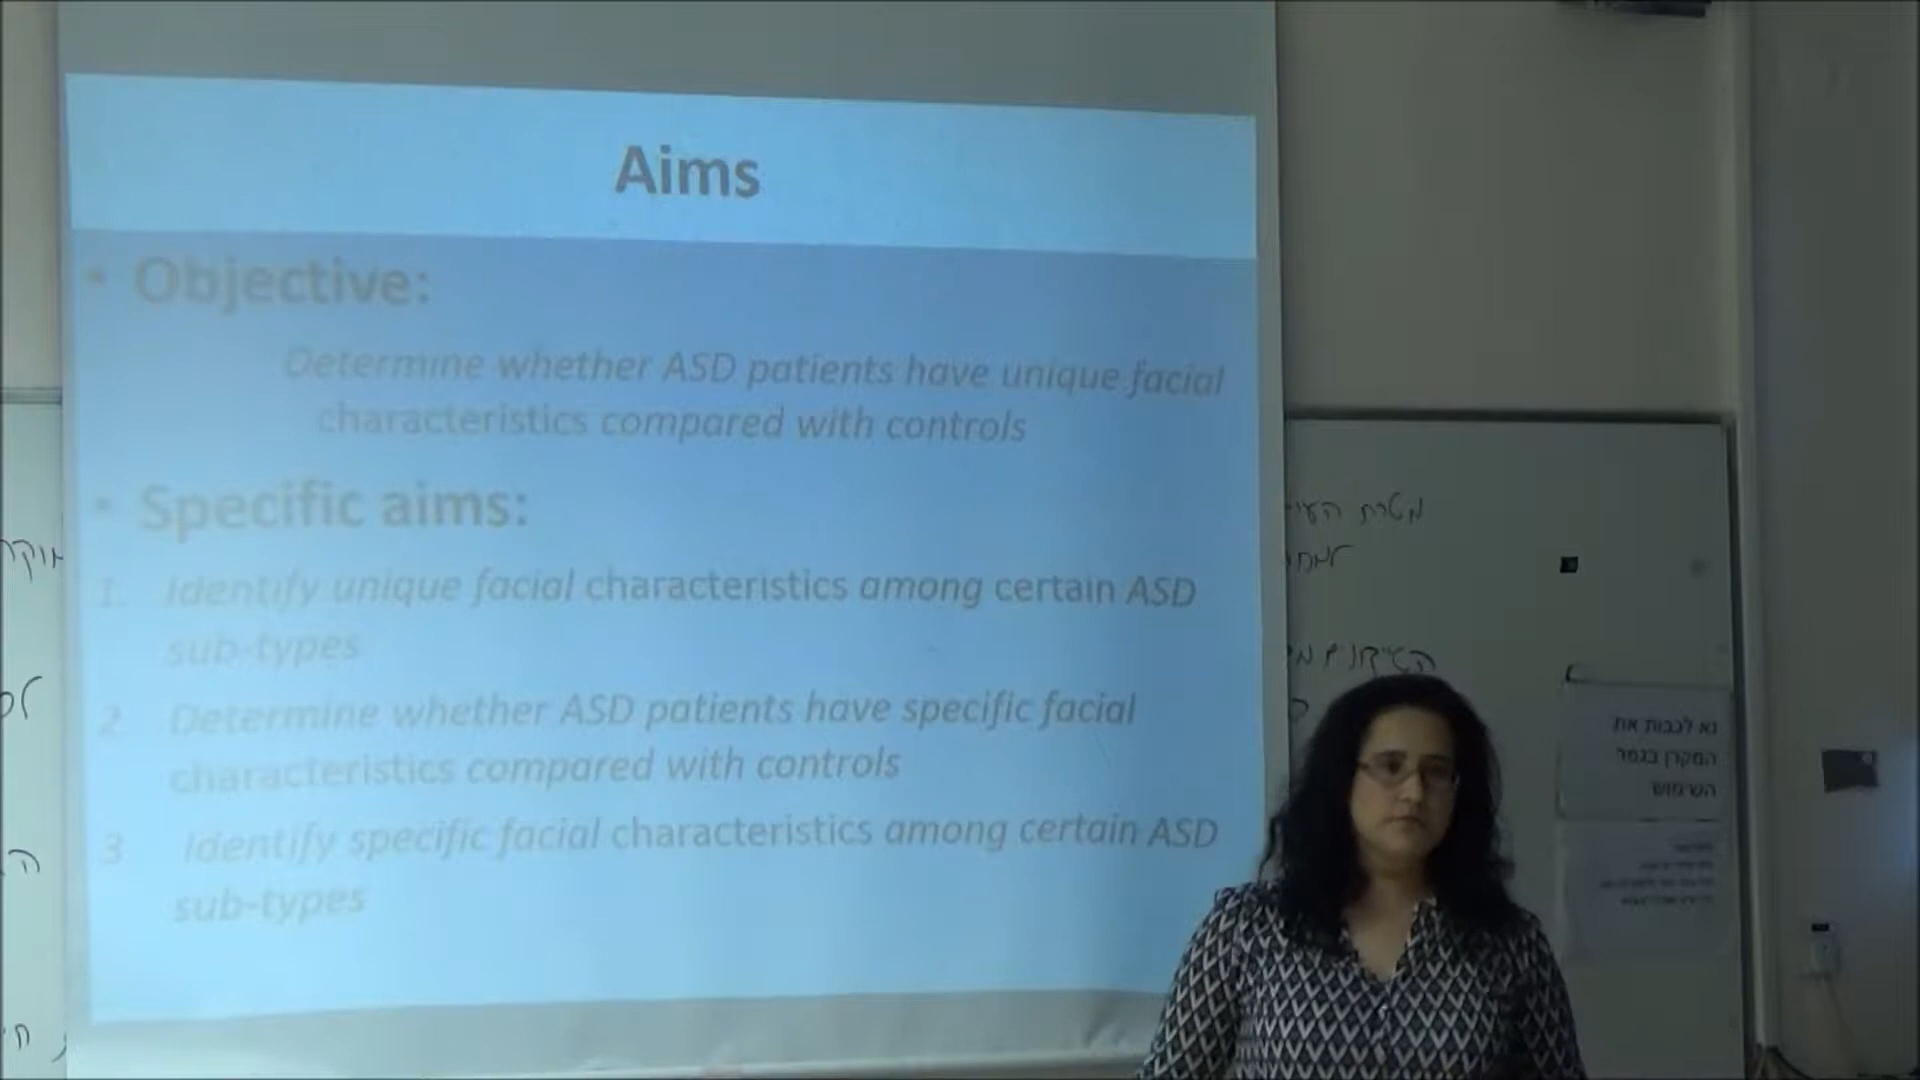 Aims
• Objective:
Determine whether ASD patients have unique facial
characteristics compared with controls
• Specific aims:
1. Identify unique facial characteristics among certain ASD
sub-types
2. Determine whether ASD patients have specific facial
characteristics compared with controls
3 Identify specific facial characteristics among certain ASD
sub-types
מטרת
נא לכבות את
המקרן בגמר
השימוש